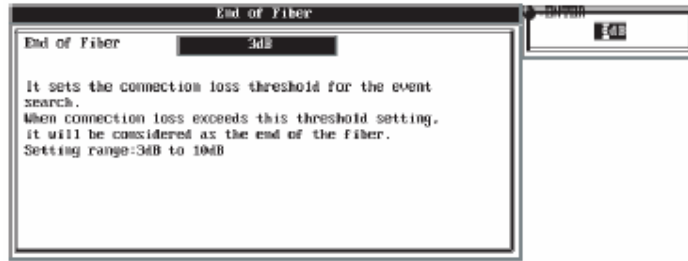 End of Fiber
End of Fiber 3dB
It sets the connection loss threshold for the event
search.
When connection loss exceeds this threshold setting,
it will be considered as the end of the fiber.
Setting range:3dB to 10dB
ENTER
3dB